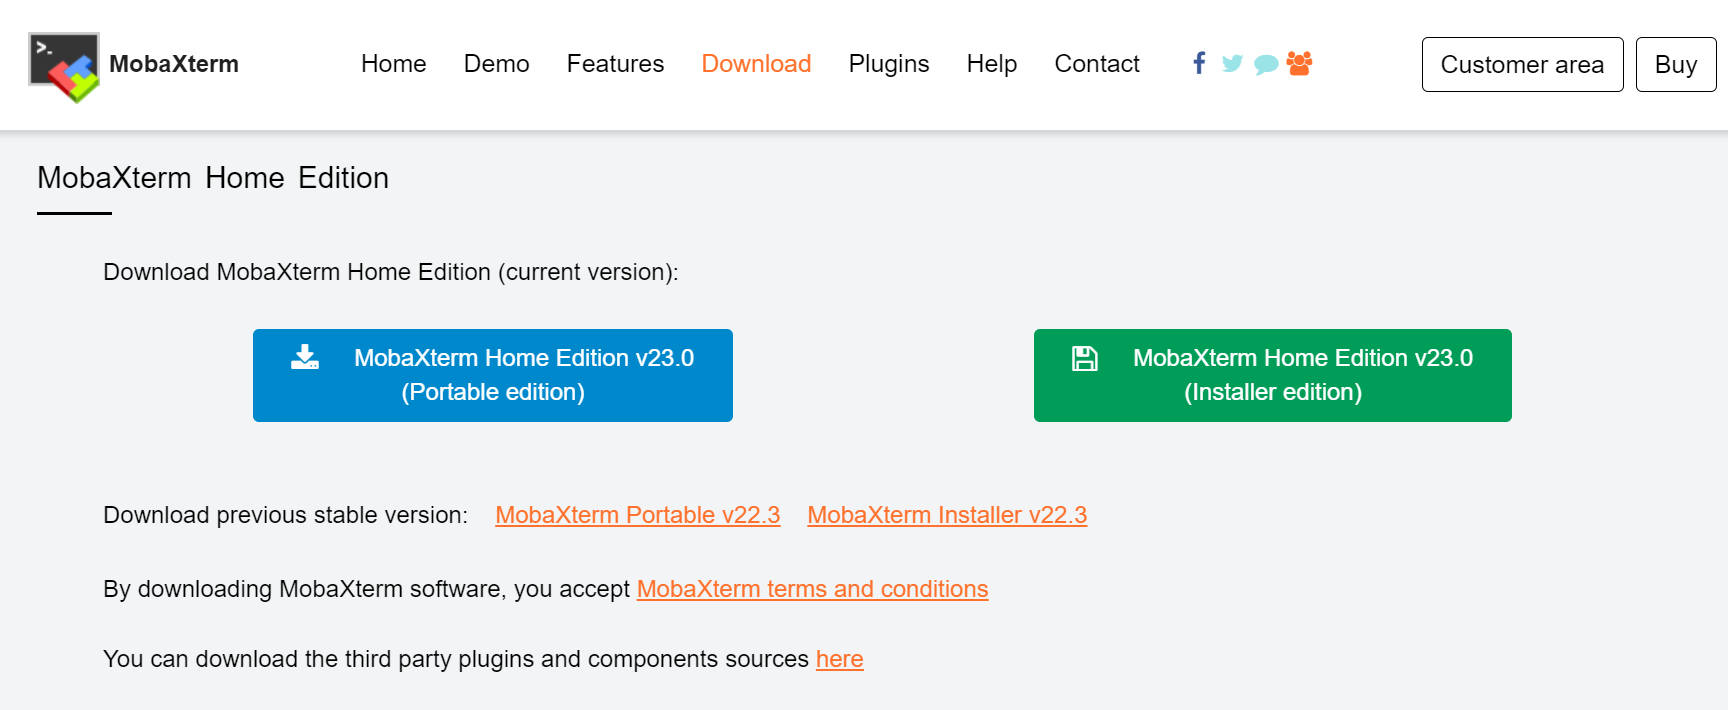 >_
MobaXterm
Home Demo Features Download Plugins Help Contact
Customer area Buy
MobaXterm Home Edition
Download MobaXterm Home Edition (current version):
MobaXterm Home Edition v23.0
(Portable edition)
MobaXterm Home Edition v23.0
(Installer edition)
Download previous stable version: MobaXterm Portable v22.3 MobaXterm Installer v22.3
By downloading MobaXterm software, you accept MobaXterm terms and conditions
You can download the third party plugins and components sources here